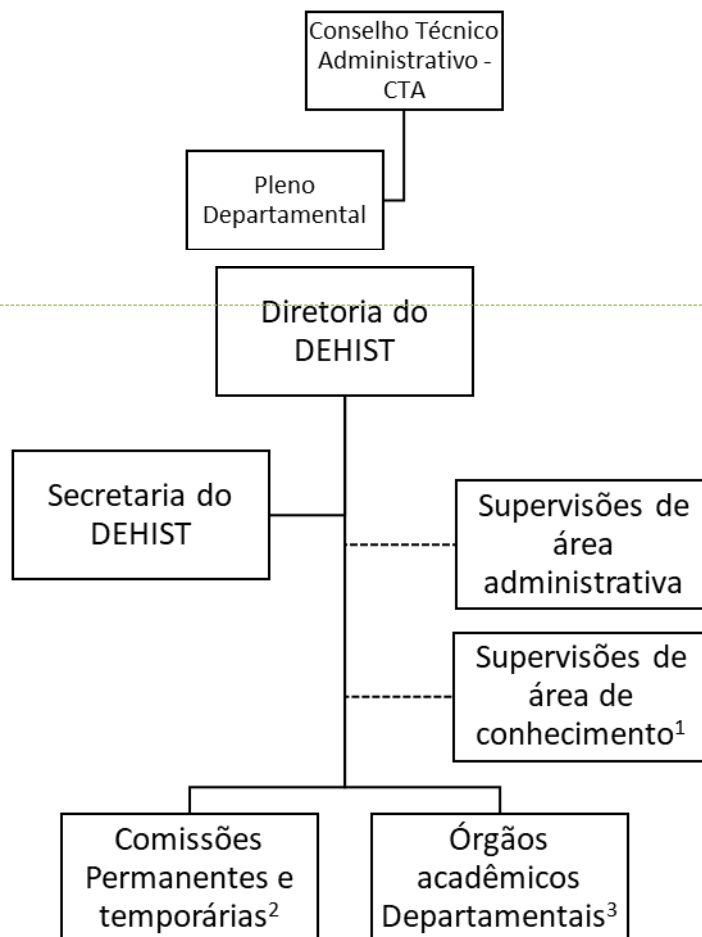 Conselho Técnico
Administrativo -
CTA
Pleno
Departamental
Diretoria do
DEHIST
Secretaria do
DEHIST
Supervisões de
área
administrativa
Supervisões de
área de
conhecimento¹
Comissões
Permanentes e
temporárias²
Órgãos
acadêmicos
Departamentais³